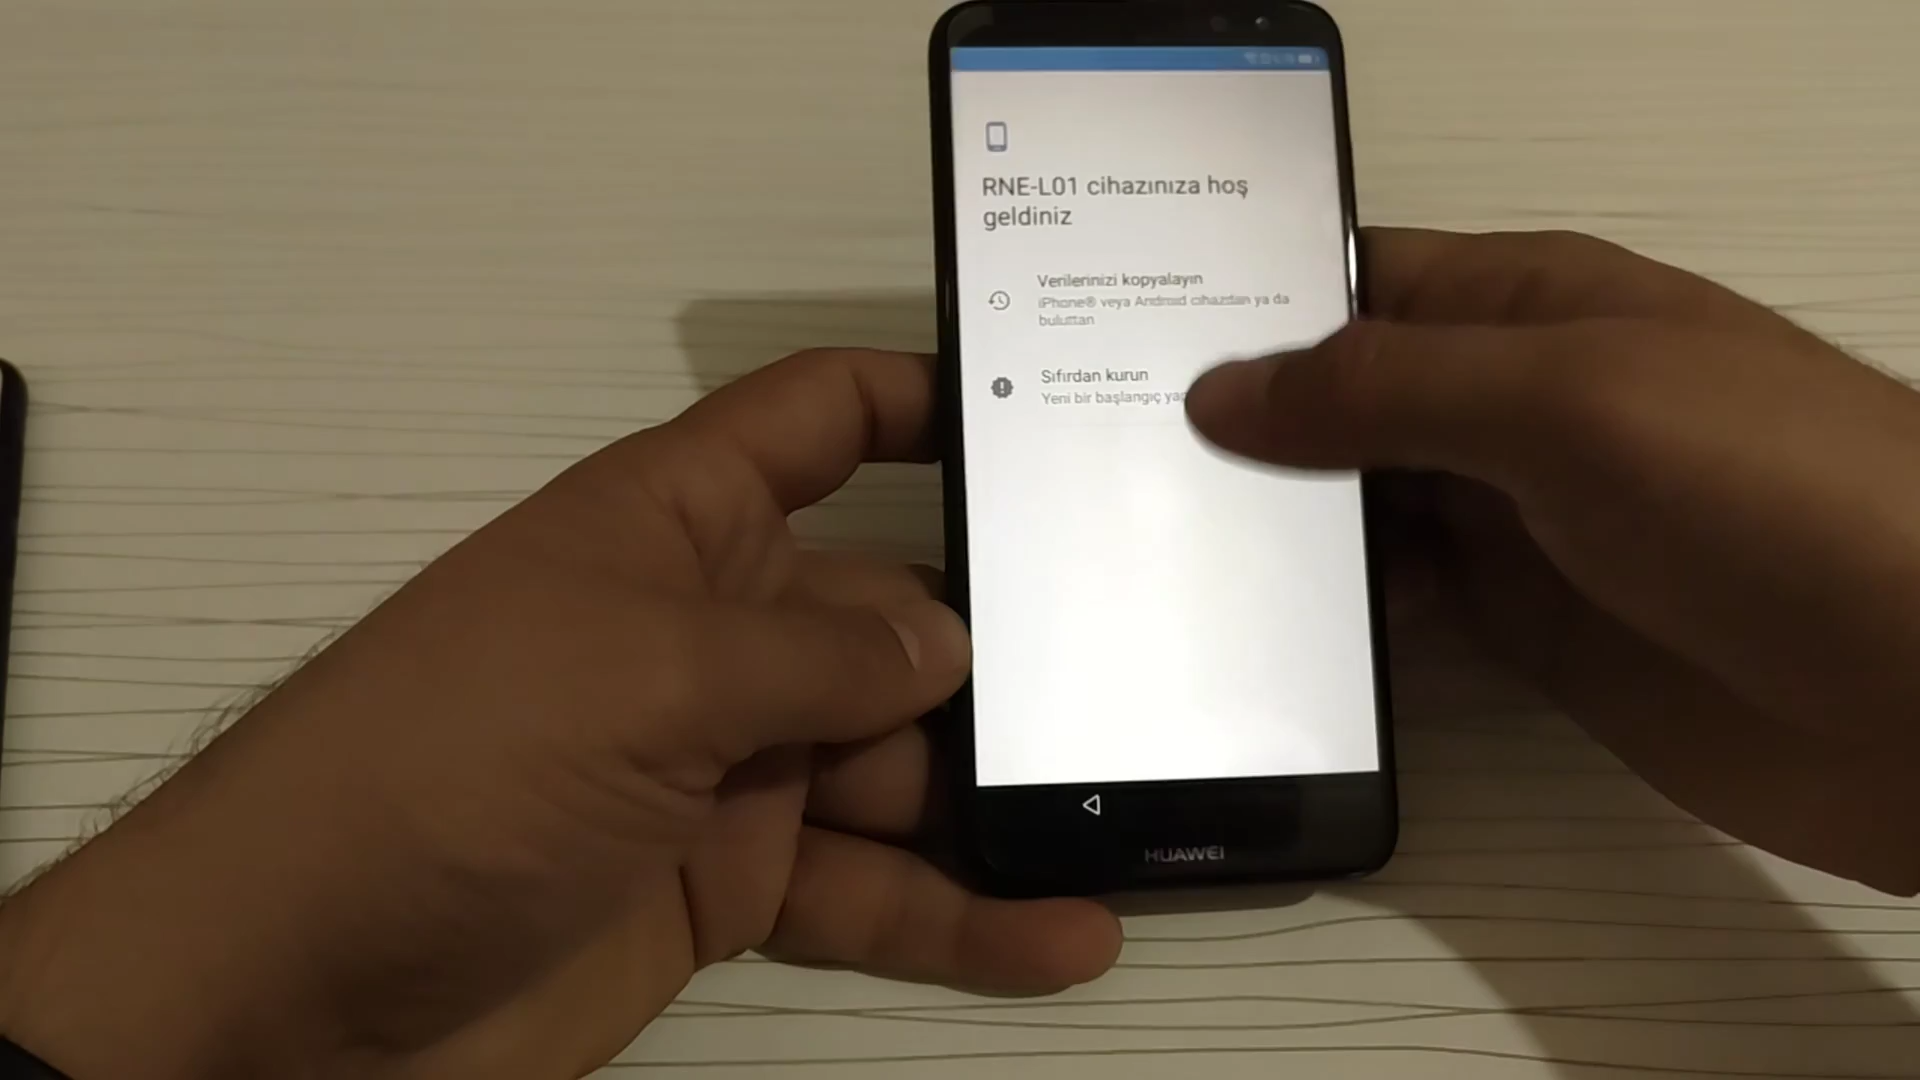 RNE-L01 cihazınıza hoş
geldiniz
Verilerinizi kopyalayın
iPhone® veya Android cihazdan ya da
buluttan
Sıfırdan kurun
Yeni bir başlangıç
HUAWEI